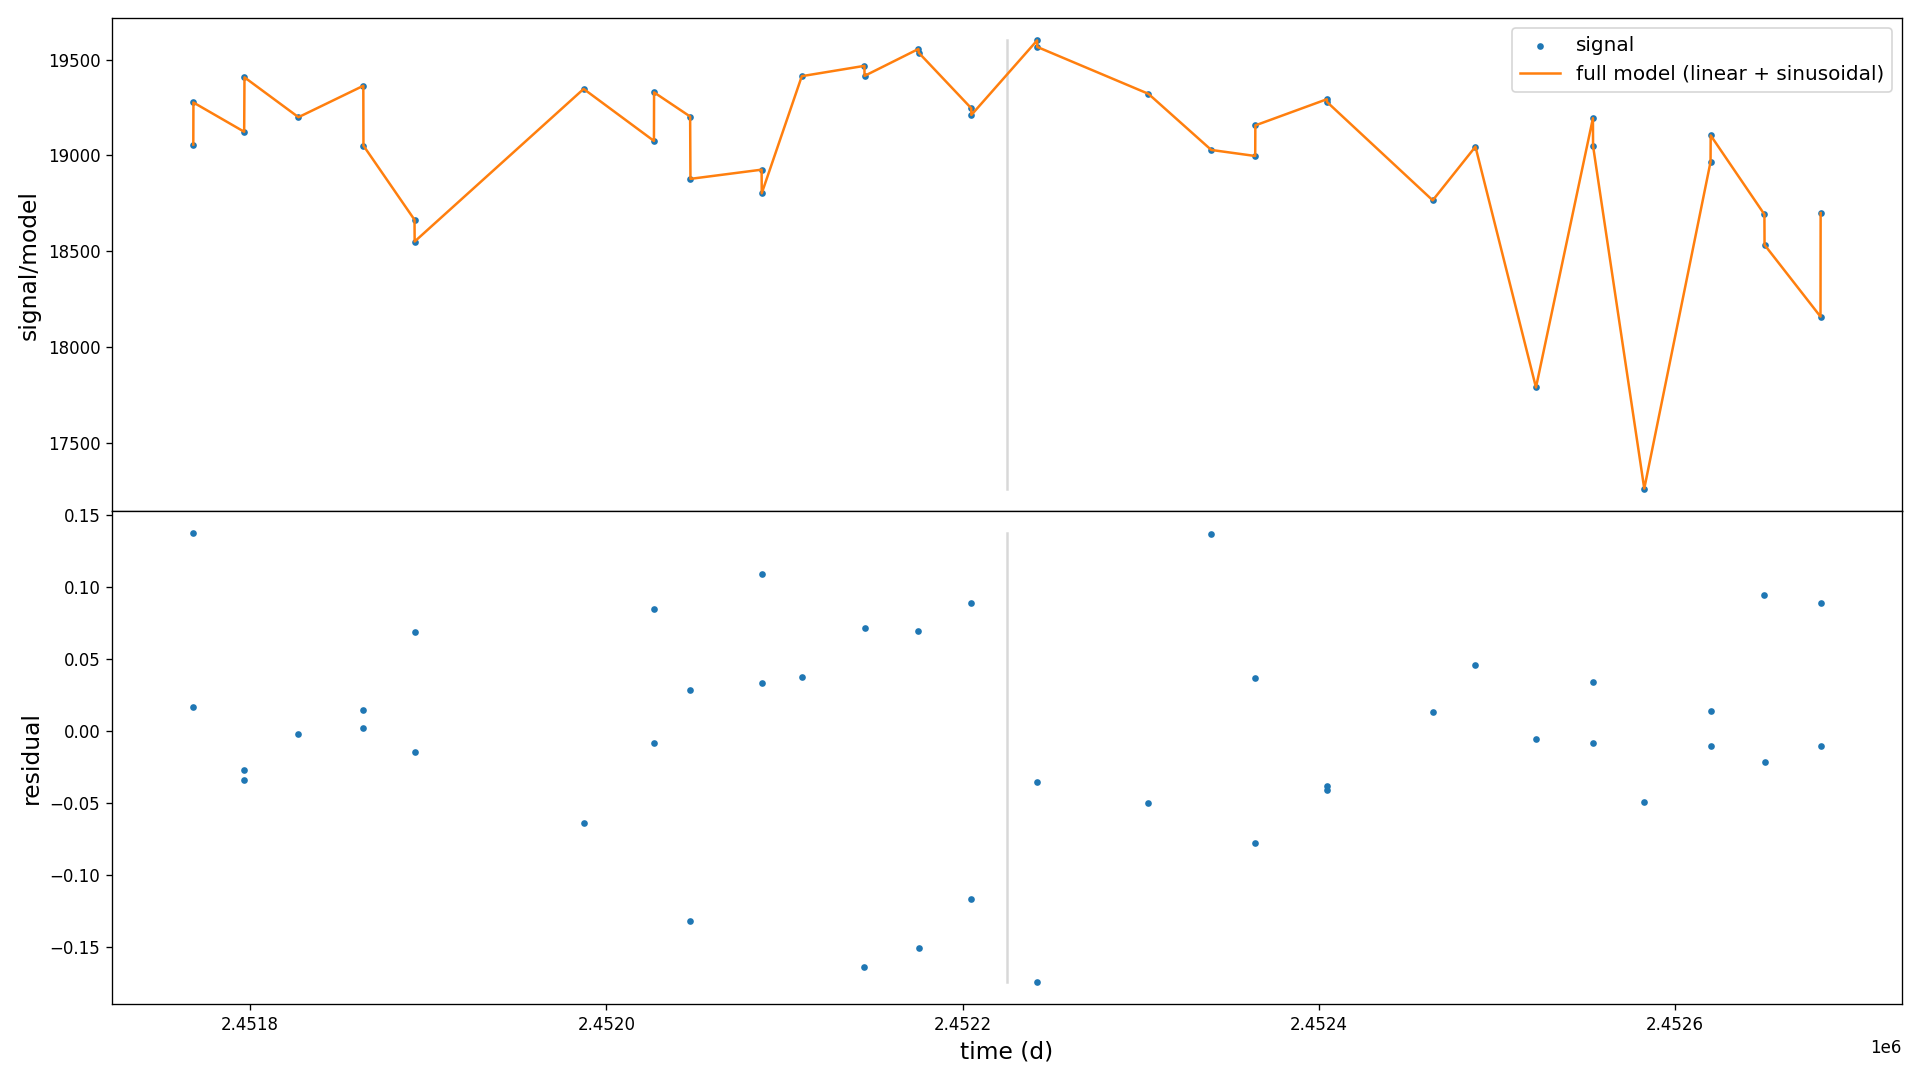 signal
full model (linear + sinusoidal)
signal/model
19500
19000
18500
18000
17500
residual
0.15
0.10
0.05
0.00
−0.05
−0.10
−0.15
2.4518
2.4520
2.4522
2.4524
2.4526
1e6
time (d)